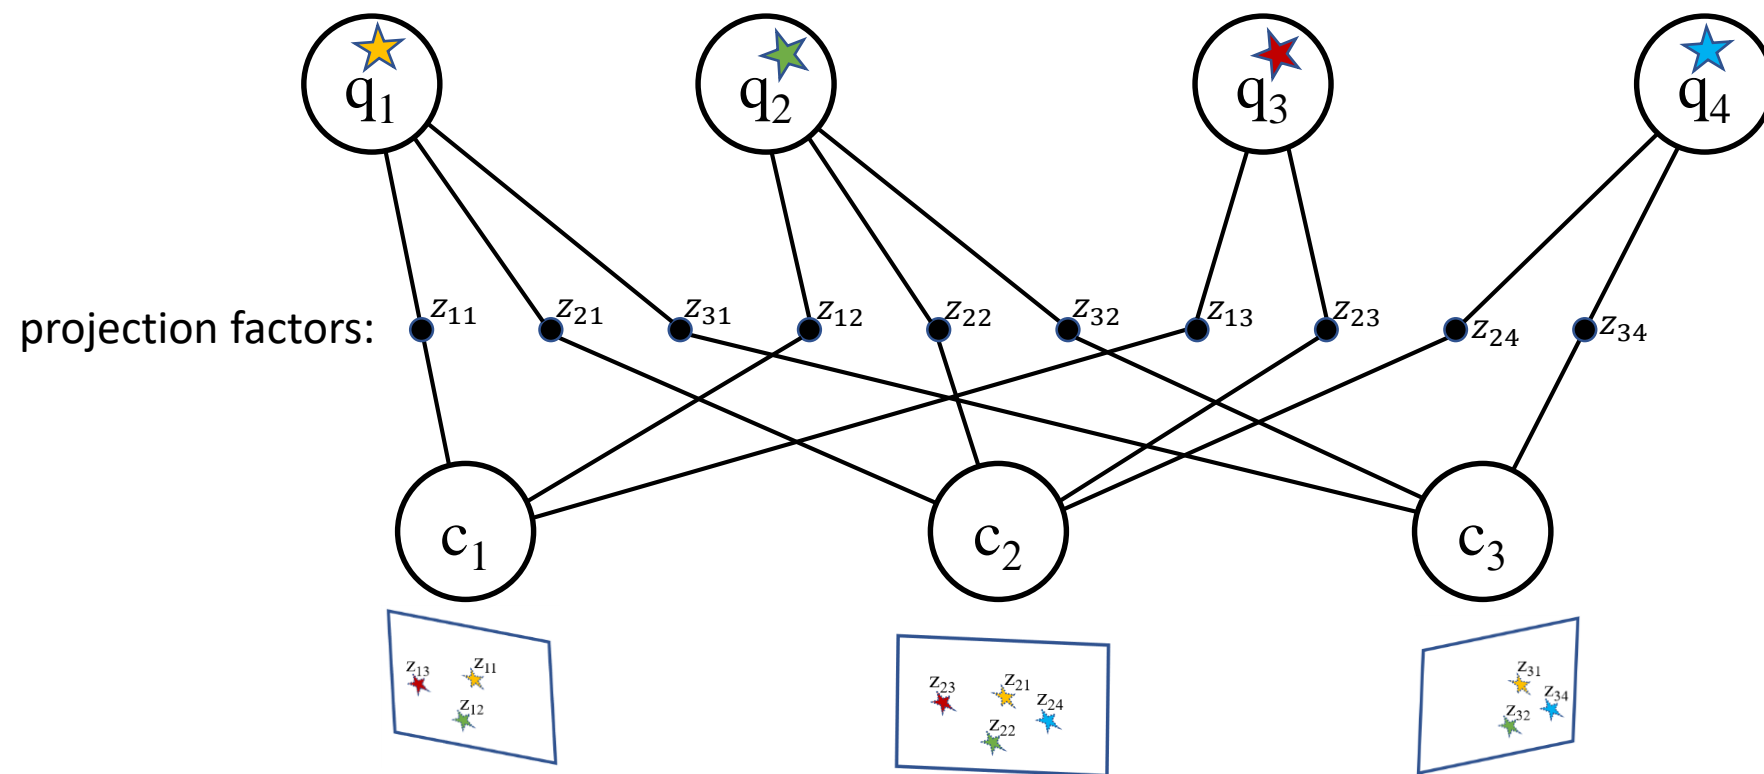 q₁ q₂ q₃ q₄
projection factors: z₁₁ z₂₁ z₃₁ z₁₂ z₂₂ z₃₂ z₁₃ z₂₃ z₂₄ z₃₄
c₁ c₂ c₃
z₁₃ z₁₁
z₁₂
z₂₃ z₂₁ z₂₄
z₂₂
z₃₁
z₃₂ z₃₄